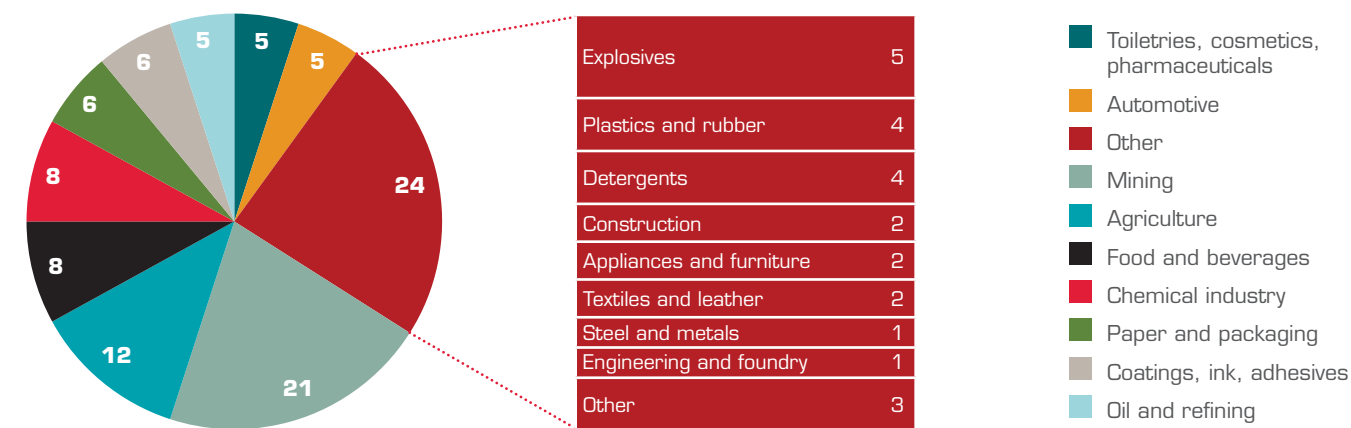 5
5
24
21
12
8
8
6
6
5
Explosives 5
Plastics and rubber 4
Detergents 4
Construction 2
Appliances and furniture 2
Textiles and leather 2
Steel and metals 1
Engineering and foundry 1
Other 3
Toiletries, cosmetics,
pharmaceuticals
Automotive
Other
Mining
Agriculture
Food and beverages
Chemical industry
Paper and packaging
Coatings, ink, adhesives
Oil and refining